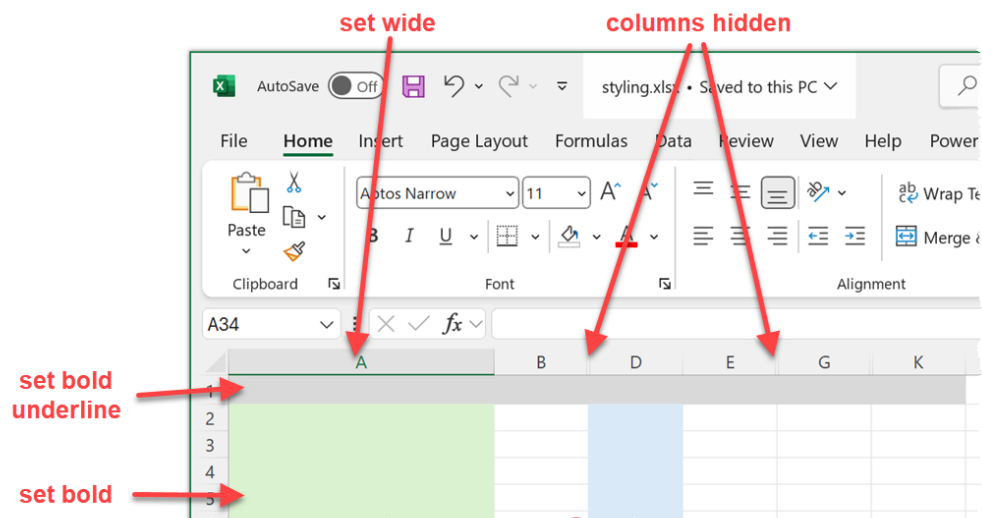 set wide
columns hidden
AutoSave Off styling.xlsx • Saved to this PC
File Home Insert Page Layout Formulas Data Review View Help Power
Paste
Aptos Narrow 11 A A
ab
c Wrap Te
B I U A
Merge &
Clipboard Font Alignment
A34 fx
A B D E G K
set bold
underline
1
2
3
4
set bold
5